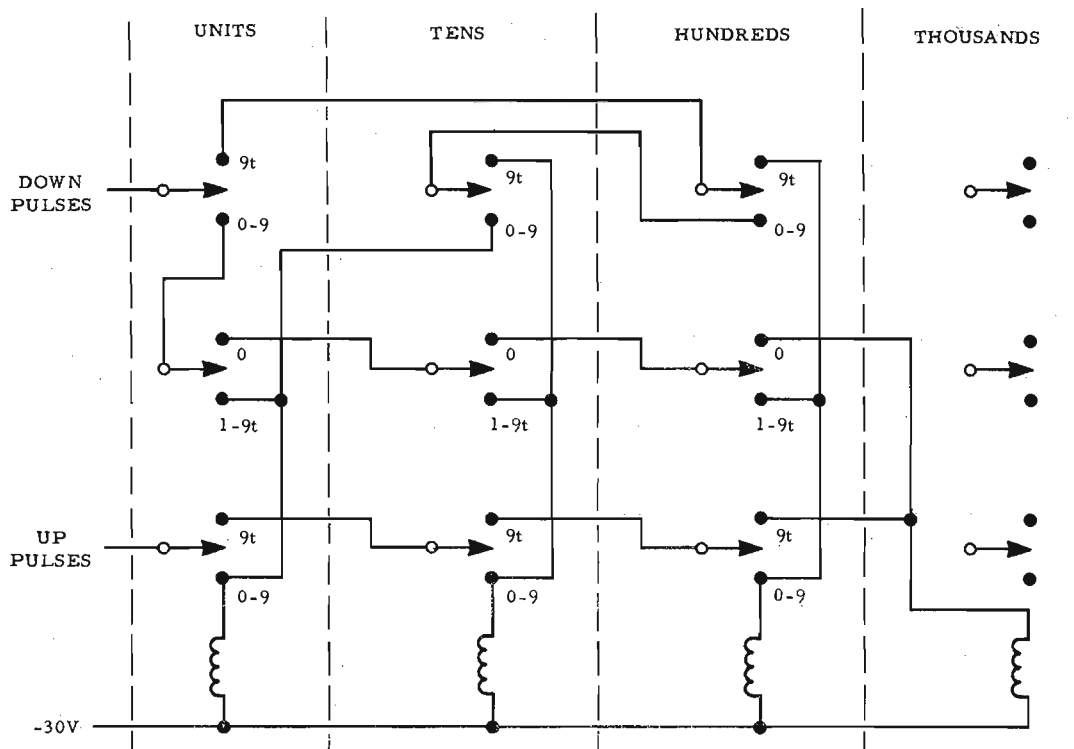 UNITS
TENS
HUNDREDS
THOUSANDS
9t
9t
9t
DOWN
PULSES
0-9
0-9
0-9
0
0
0
1-9t
1-9t
1-9t
9t
9t
9t
UP
PULSES
0-9
0-9
0-9
-30V